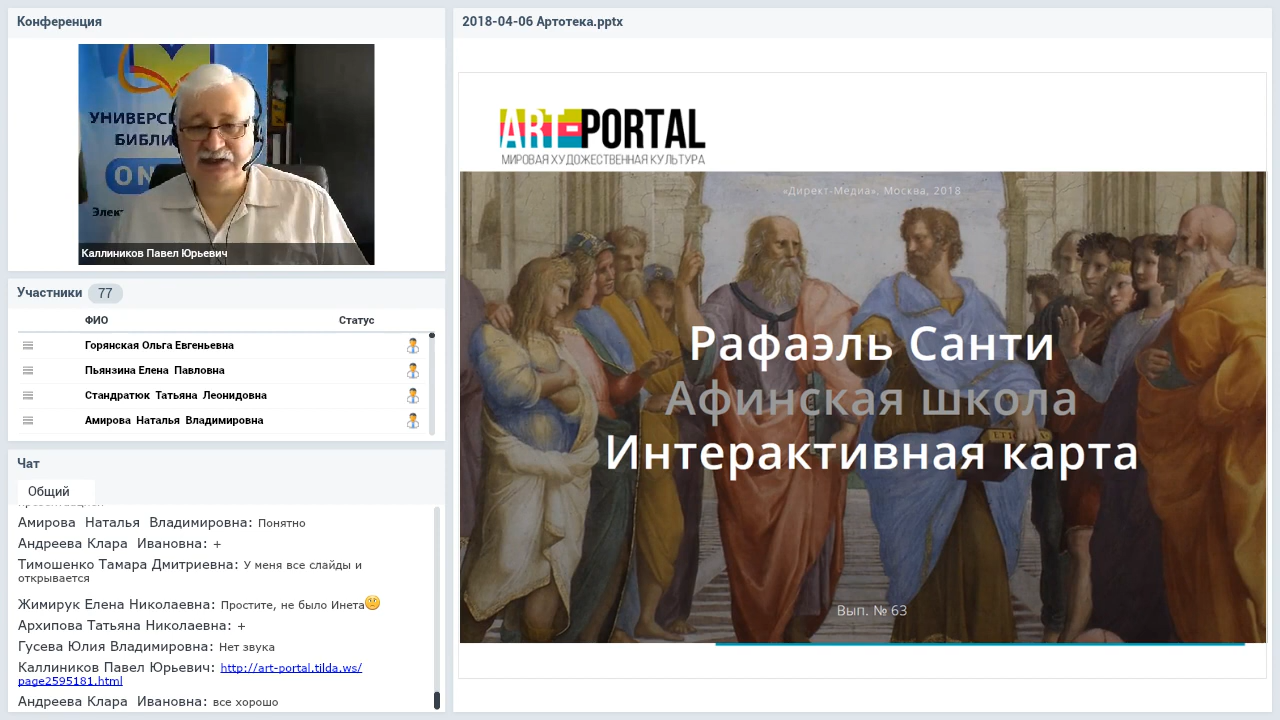 Конференция
УНИВЕРС
БИБЛИ
ON
Элек
Каллиников Павел Юрьевич
Участники 77
ФИО Статус
Горянская Ольга Евгеньевна
Пьянзина Елена Павловна
Стандратюк Татьяна Леонидовна
Амирова Наталья Владимировна
Чат
Общий
Амирова Наталья Владимировна: Понятно
Андреева Клара Ивановна: +
Тимошенко Тамара Дмитриевна: У меня все слайды и
открывается
Жимирук Елена Николаевна: Простите, не было Инета
Архипова Татьяна Николаевна: +
Гусева Юлия Владимировна: Нет звука
Каллиников Павел Юрьевич: http://art-portal.tilda.ws/
page2595181.html
Андреева Клара Ивановна: все хорошо
2018-04-06 Артотека.pptx
ART-PORTAL
МИРОВАЯ ХУДОЖЕСТВЕННАЯ КУЛЬТУРА
«Директ-Медиа», Москва, 2018
Рафаэль Санти
Афинская школа
Интерактивная карта
Вып. № 63